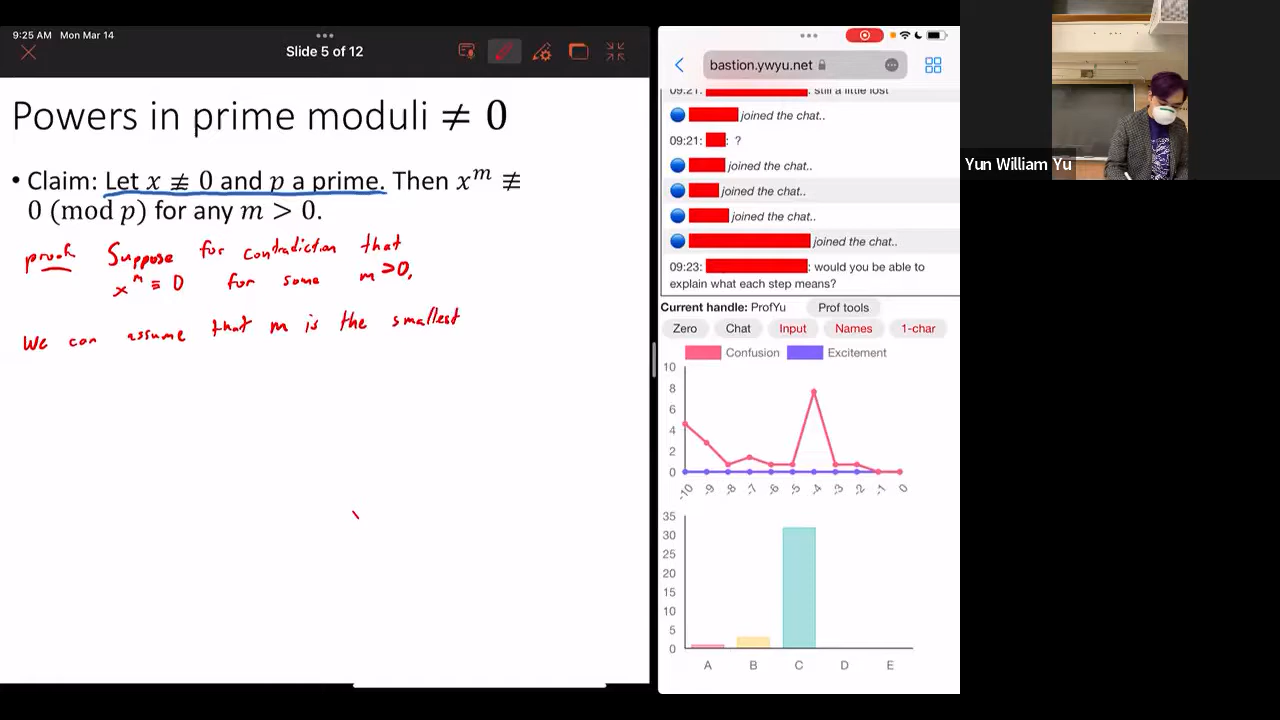 9:25 AM Mon Mar 14
Slide 5 of 12
Powers in prime moduli ≠ 0
• Claim: Let x ≢ 0 and p a prime. Then x^m ≢
0 (mod p) for any m > 0.
proof Suppose for contradiction that
x^m ≡ 0 for some m > 0,
We can assume that m is the smallest
bastion.ywyu.net
09:21: : still a little lost
joined the chat..
09:21: : ?
joined the chat..
joined the chat..
joined the chat..
joined the chat..
09:23: : would you be able to
explain what each step means?
Current handle: ProfYu Prof tools
Zero Chat Input Names 1-char
Confusion Excitement
10
8
6
4
2
0
-10 -9 -8 -7 -6 -5 -4 -3 -2 -1 0
35
30
25
20
15
10
5
0
A B C D E
Yun William Yu